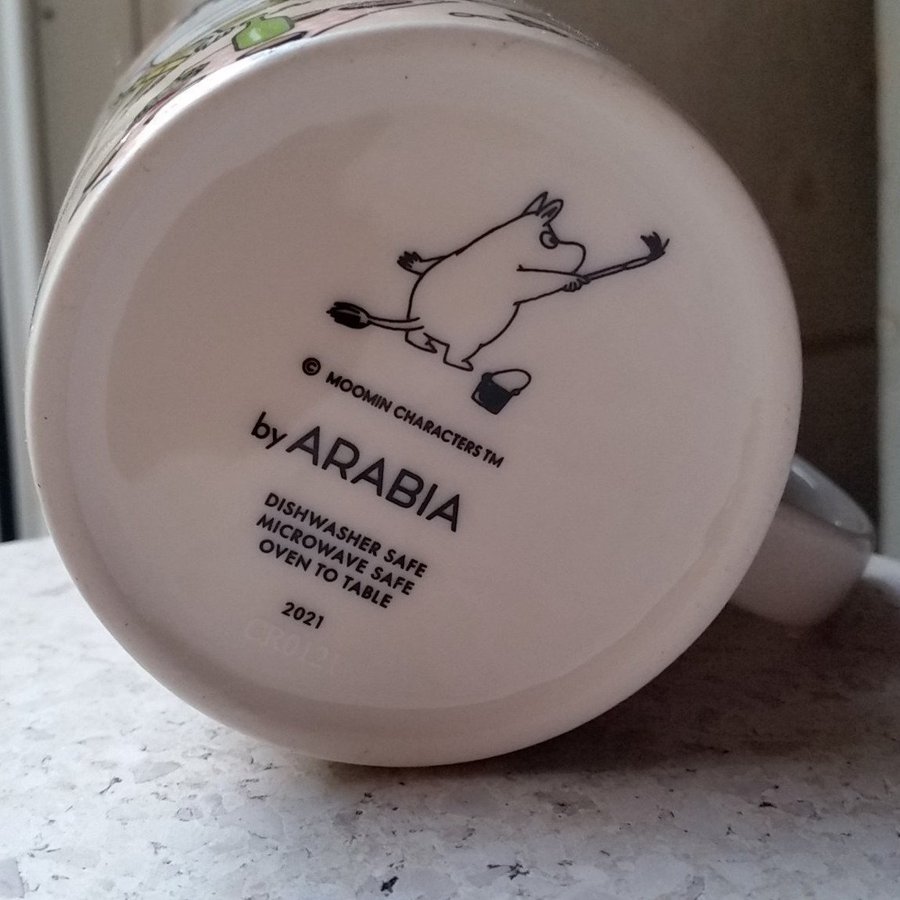 © MOOMIN CHARACTERS TM
by ARABIA
DISHWASHER SAFE
MICROWAVE SAFE
OVEN TO TABLE
2021